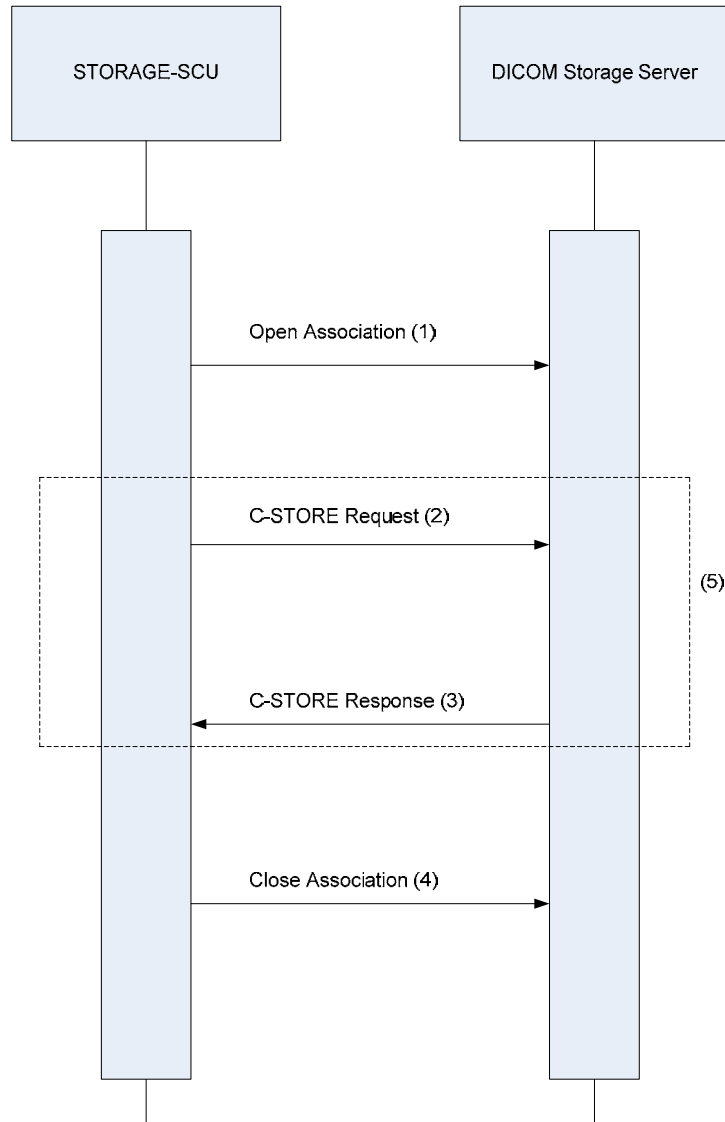 STORAGE-SCU
DICOM Storage Server
Open Association (1)
C-STORE Request (2)
(5)
C-STORE Response (3)
Close Association (4)